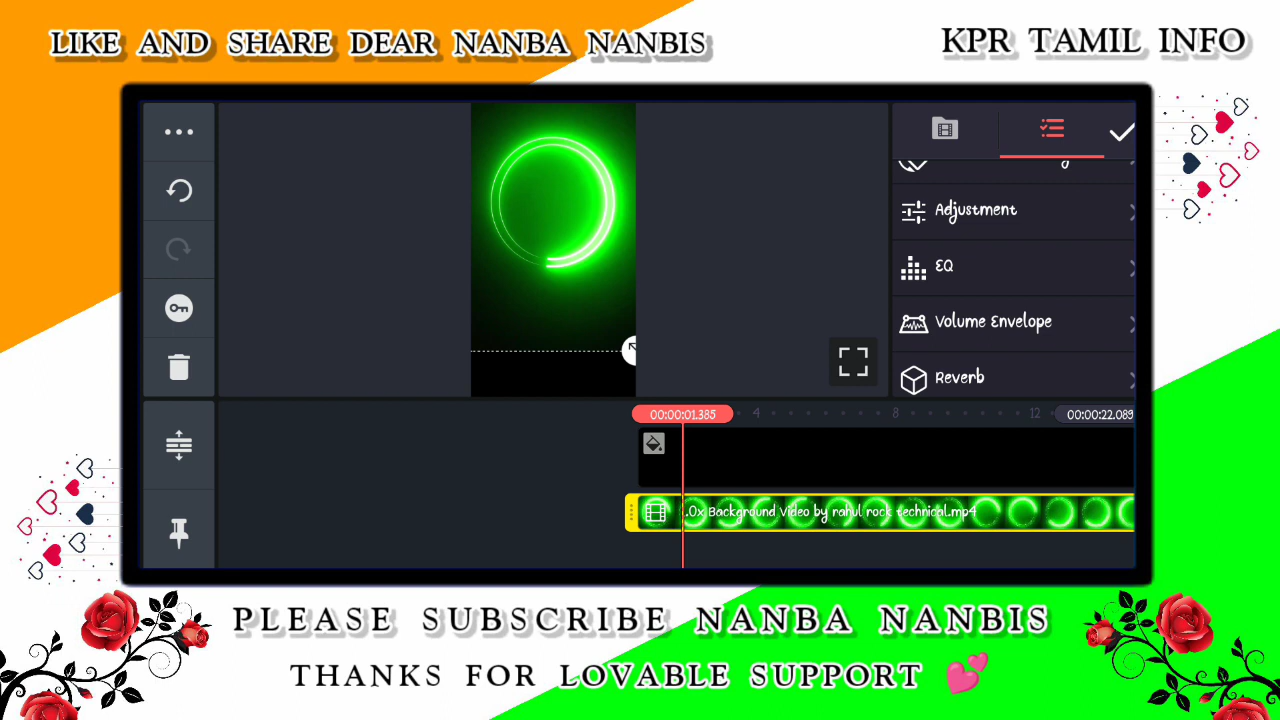 LIKE AND SHARE DEAR NANBA NANBIS
KPR TAMIL INFO
Adjustment
EQ
Volume Envelope
Reverb
00:00:01.385
4
8
12
00:00:22.089
.0x Background Video by rahul rock technical.mp4
PLEASE SUBSCRIBE NANBA NANBIS
THANKS FOR LOVABLE SUPPORT 💕